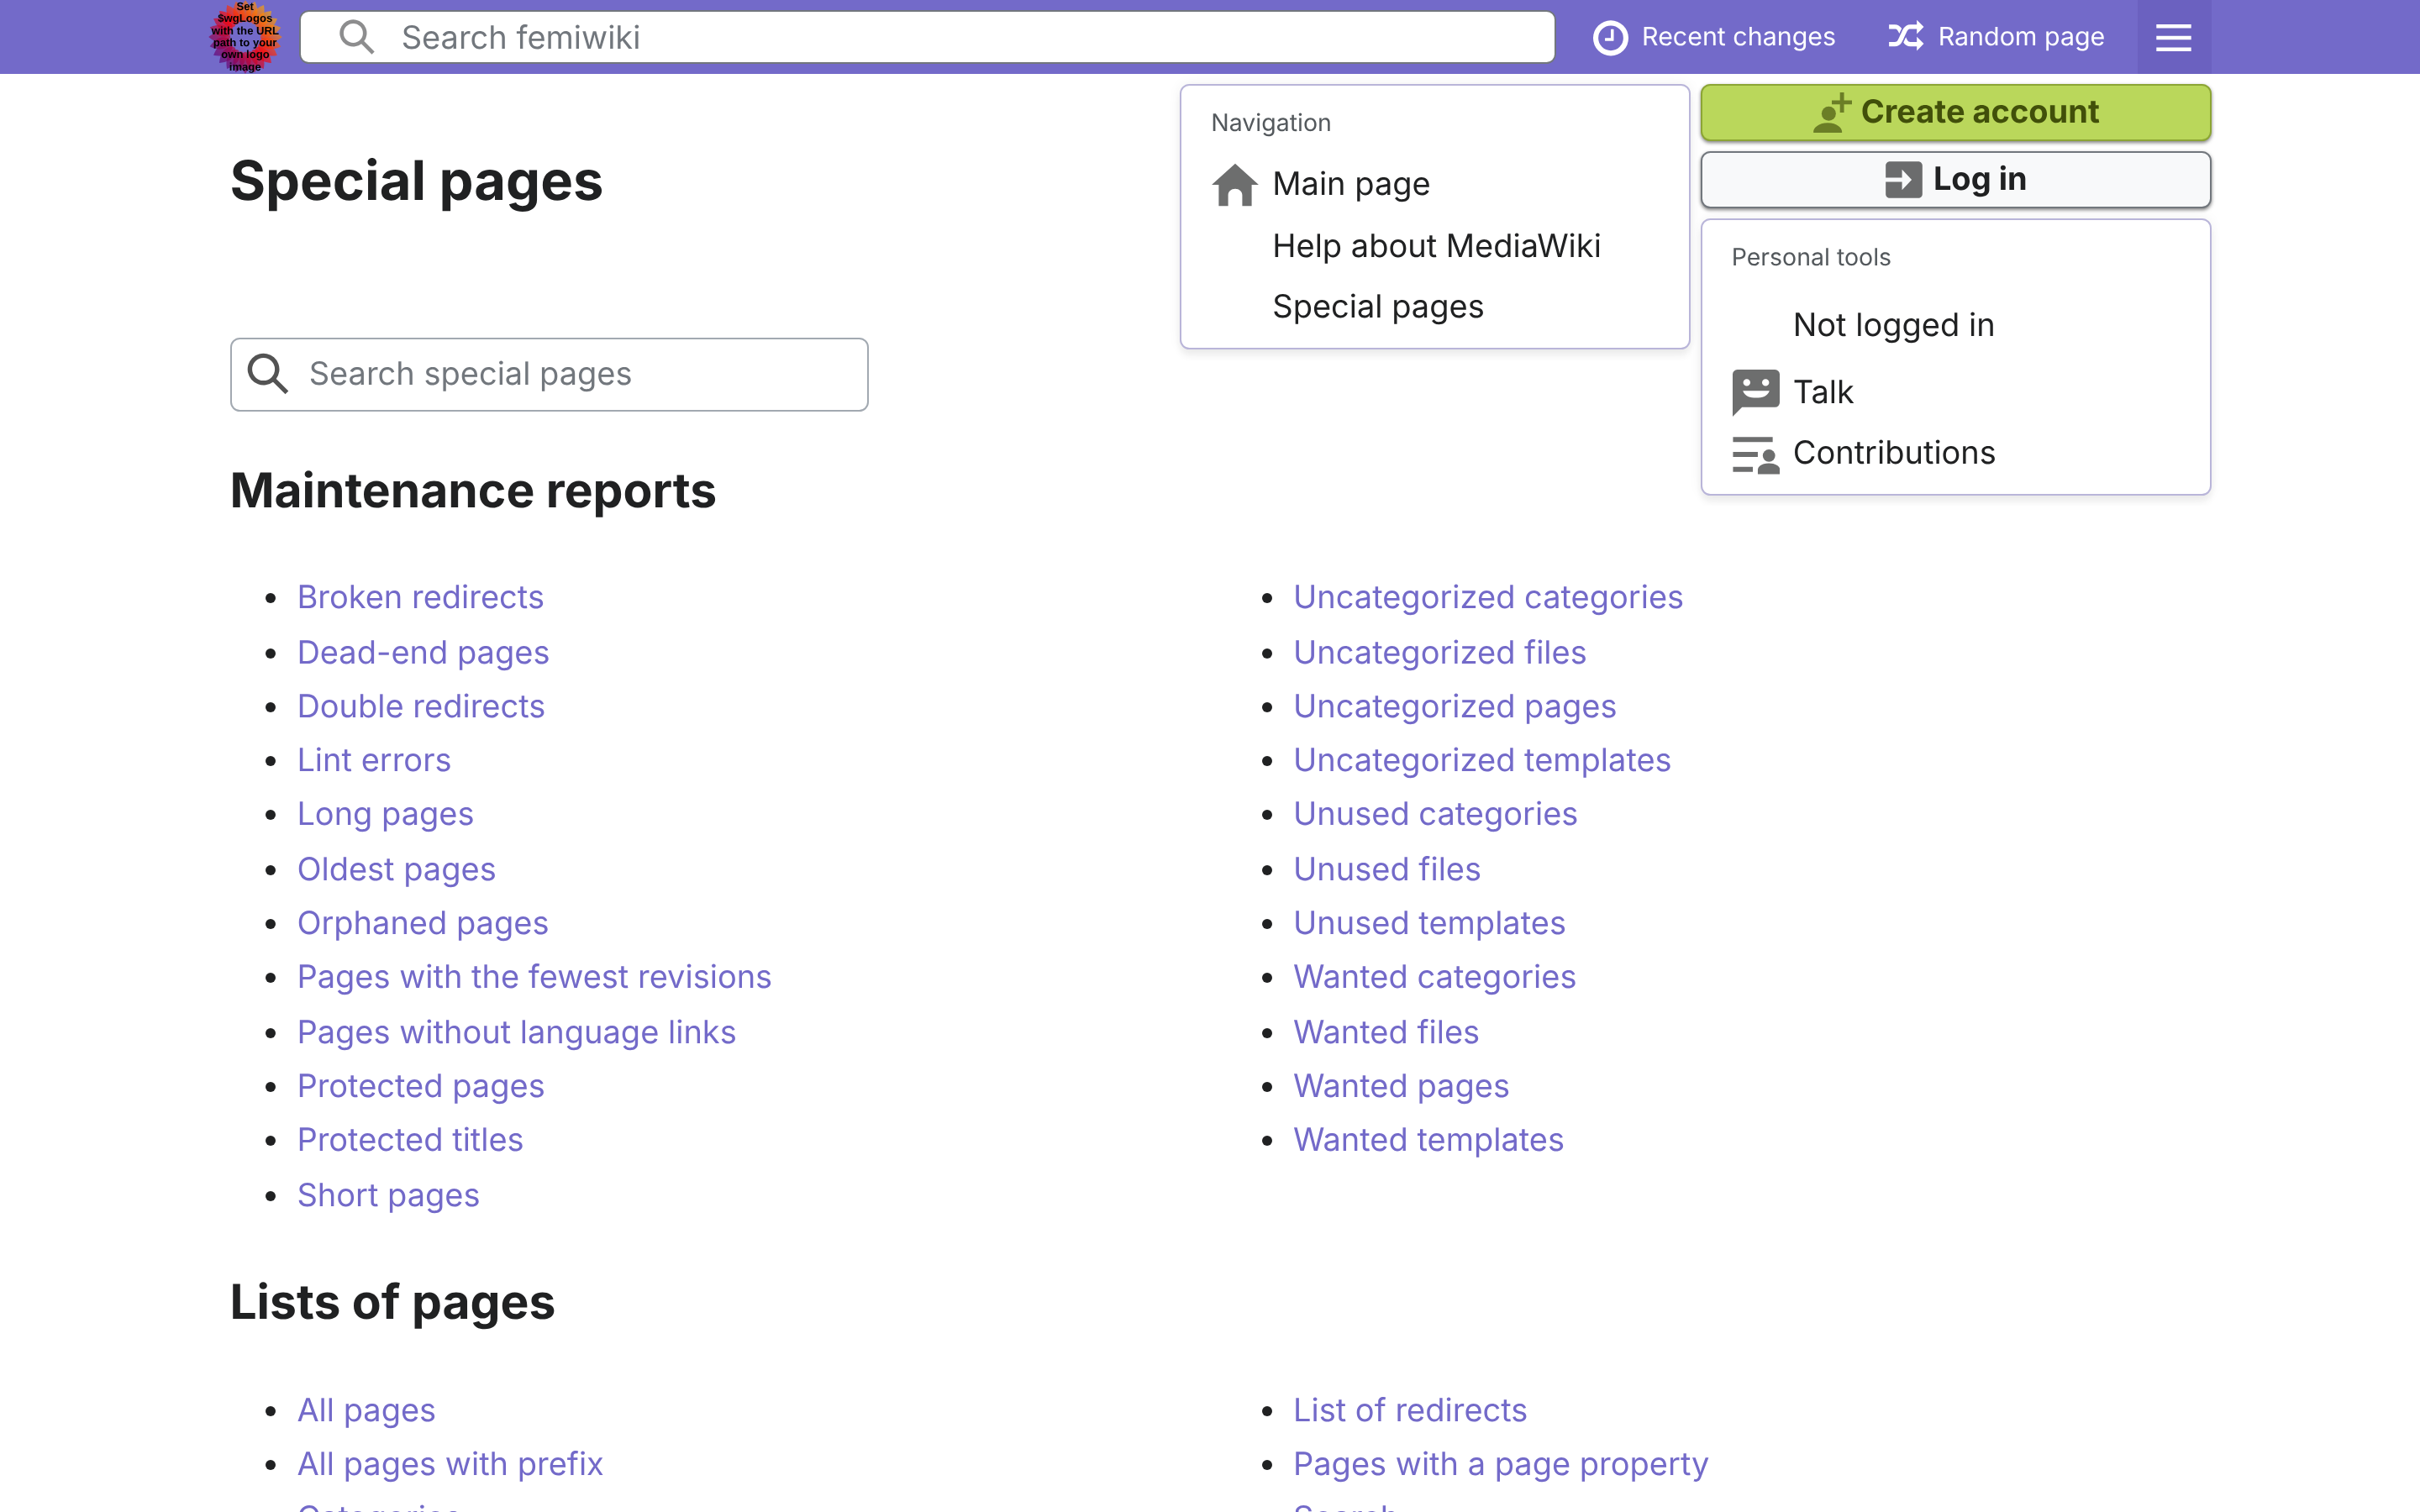 Set
$wgLogos
with the URL
path to your
own logo
image
Search femiwiki
Recent changes
Random page
Navigation
Main page
Help about MediaWiki
Special pages
Create account
Log in
Personal tools
Not logged in
Talk
Contributions
Special pages
Search special pages
Maintenance reports
Broken redirects
Dead-end pages
Double redirects
Lint errors
Long pages
Oldest pages
Orphaned pages
Pages with the fewest revisions
Pages without language links
Protected pages
Protected titles
Short pages
Uncategorized categories
Uncategorized files
Uncategorized pages
Uncategorized templates
Unused categories
Unused files
Unused templates
Wanted categories
Wanted files
Wanted pages
Wanted templates
Lists of pages
All pages
All pages with prefix
List of redirects
Pages with a page property